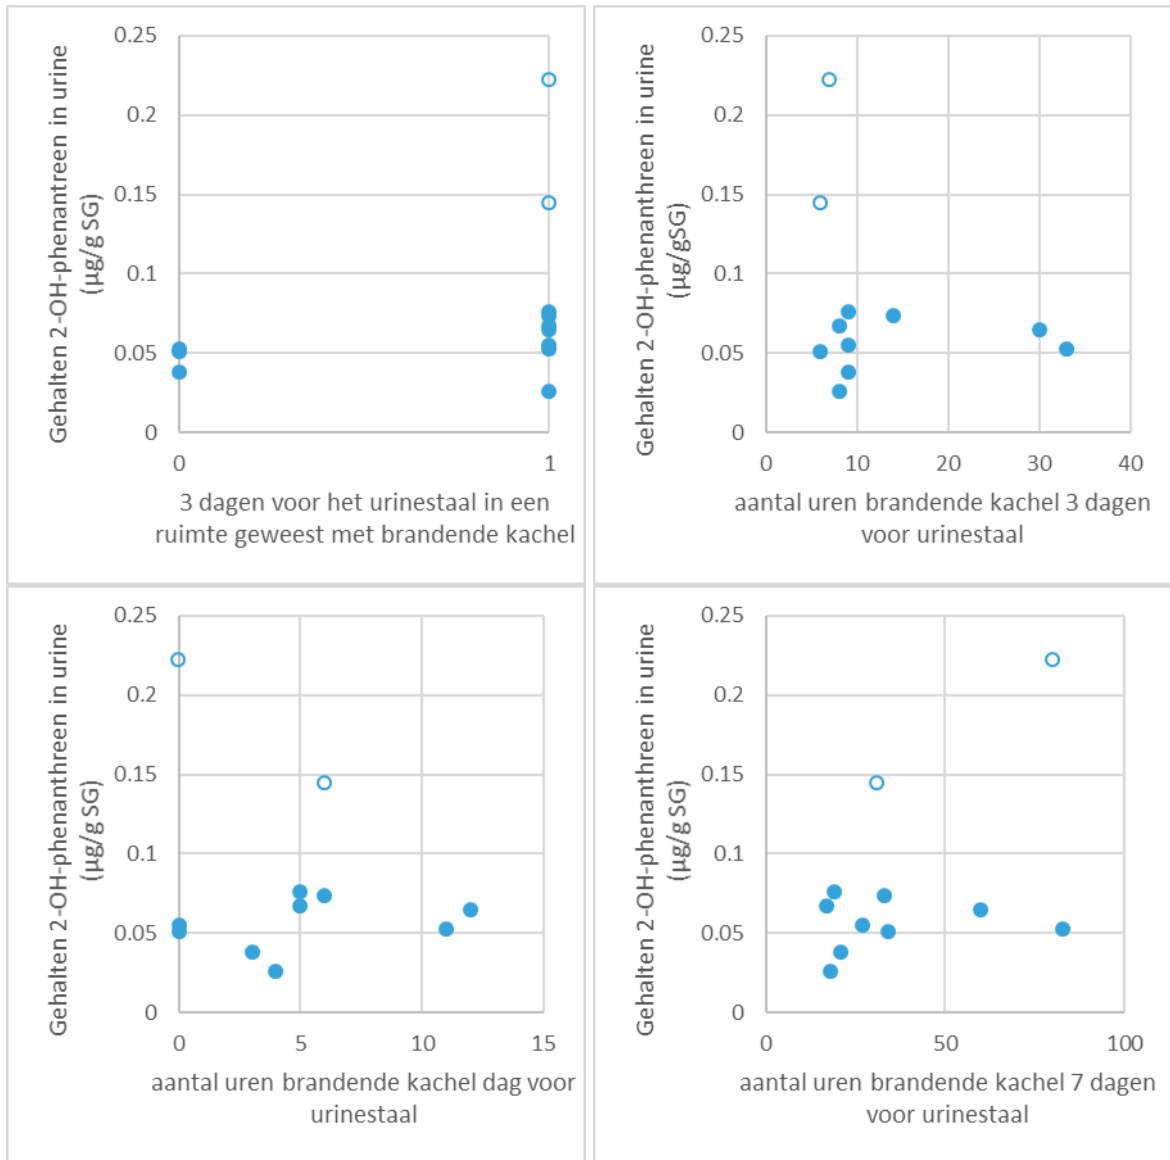 Gehalten 2-OH-phenantreen in urine
(µg/g SG)
0.25
0.2
0.15
0.1
0.05
0
0
1
3 dagen voor het urinestaal in een
ruimte geweest met brandende kachel
Gehalten 2-OH-phenanthreen in urine
(µg/gSG)
0.25
0.2
0.15
0.1
0.05
0
0
10
20
30
40
aantal uren brandende kachel 3 dagen
voor urinestaal
Gehalten 2-OH-phenanthreen in urine
(µg/g SG)
0.25
0.2
0.15
0.1
0.05
0
0
5
10
15
aantal uren brandende kachel dag voor
urinestaal
Gehalten 2-OH-phenanthreen in urine
(µg/g SG)
0.25
0.2
0.15
0.1
0.05
0
0
50
100
aantal uren brandende kachel 7 dagen
voor urinestaal